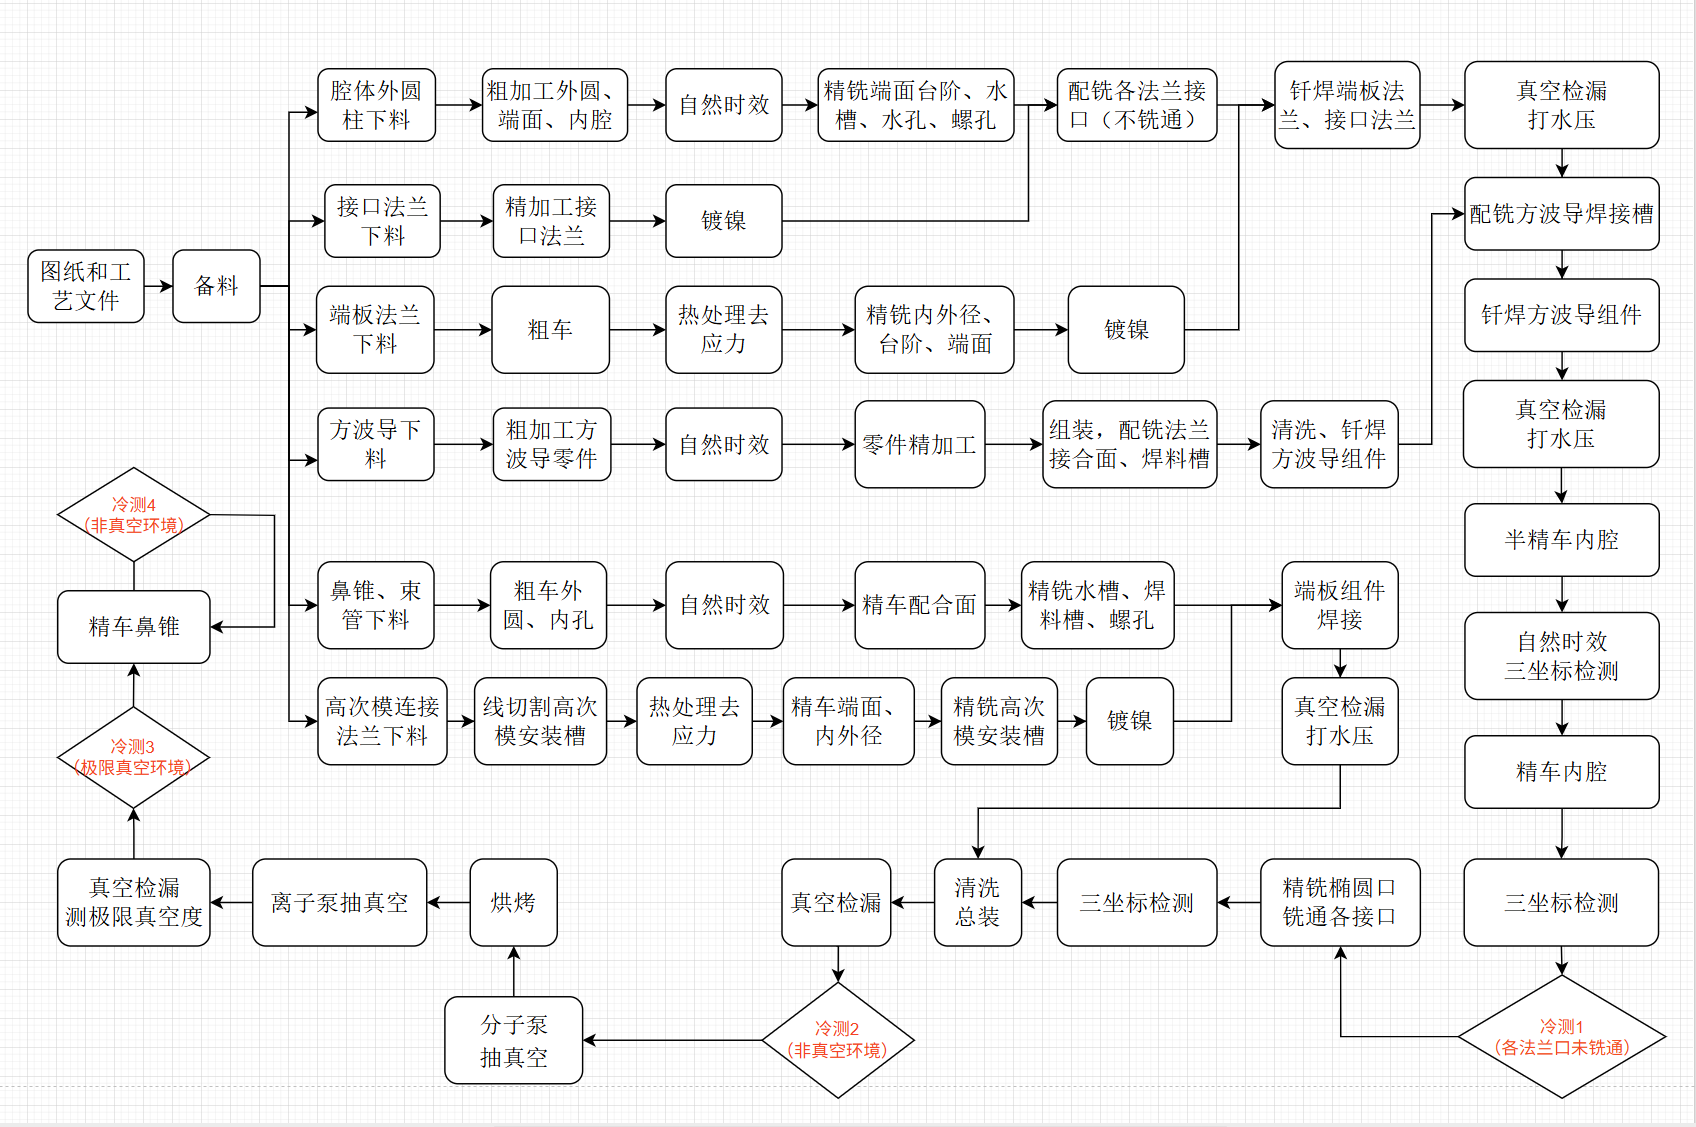 腔体外圆
柱下料
粗加工外圆、
端面、内腔
自然时效
精铣端面台阶、水
槽、水孔、螺孔
配铣各法兰接
口（不铣通）
钎焊端板法
兰、接口法兰
真空检漏
打水压
接口法兰
下料
精加工接
口法兰
镀镍
配铣方波导焊接槽
图纸和工
艺文件
备料
端板法兰
下料
粗车
热处理去
应力
精铣内外径、
台阶、端面
镀镍
钎焊方波导组件
方波导下
料
粗加工方
波导零件
自然时效
零件精加工
组装，配铣法兰
接合面、焊料槽
清洗、钎焊
方波导组件
真空检漏
打水压
冷测4
（非真空环境）
半精车内腔
精车鼻锥
鼻锥、束
管下料
粗车外
圆、内孔
自然时效
精车配合面
精铣水槽、焊
料槽、螺孔
端板组件
焊接
自然时效
三坐标检测
冷测3
（极限真空环境）
高次模连接
法兰下料
线切割高次
模安装槽
热处理去
应力
精车端面、
内外径
精铣高次
模安装槽
镀镍
真空检漏
打水压
精车内腔
真空检漏
测极限真空度
离子泵抽真空
烘烤
真空检漏
清洗
总装
三坐标检测
精铣椭圆口
铣通各接口
三坐标检测
分子泵
抽真空
冷测2
（非真空环境）
冷测1
（各法兰口未铣通）